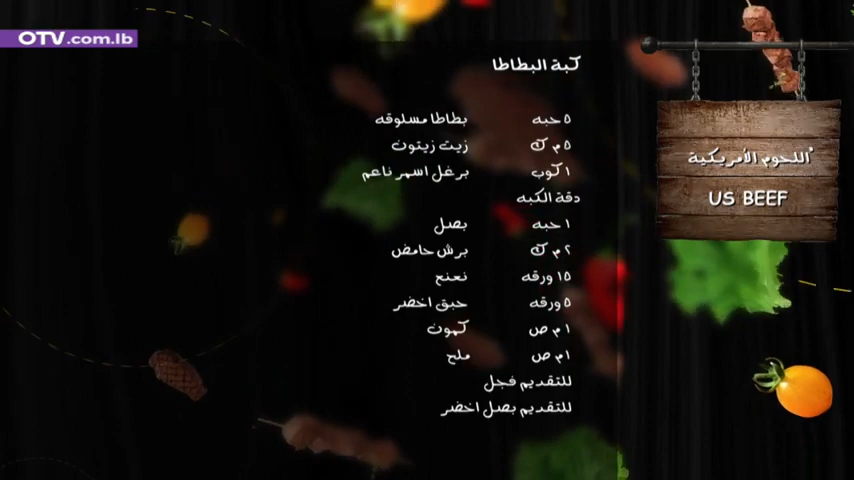 OTV.com.lb
كبة البطاطا
٥ حبه بطاطا مسلوقه
٥ م ك زيت زيتون
١ كوب برغل اسمر ناعم
دقة الكبه
١ حبه بصل
٢ م ك برش حامض
١٥ ورقه نعنع
٥ ورقه حبق اخضر
١ م ص كمون
١ م ص ملح
للتقديم فجل
للتقديم بصل اخضر
اللحوم الأمريكية
US BEEF